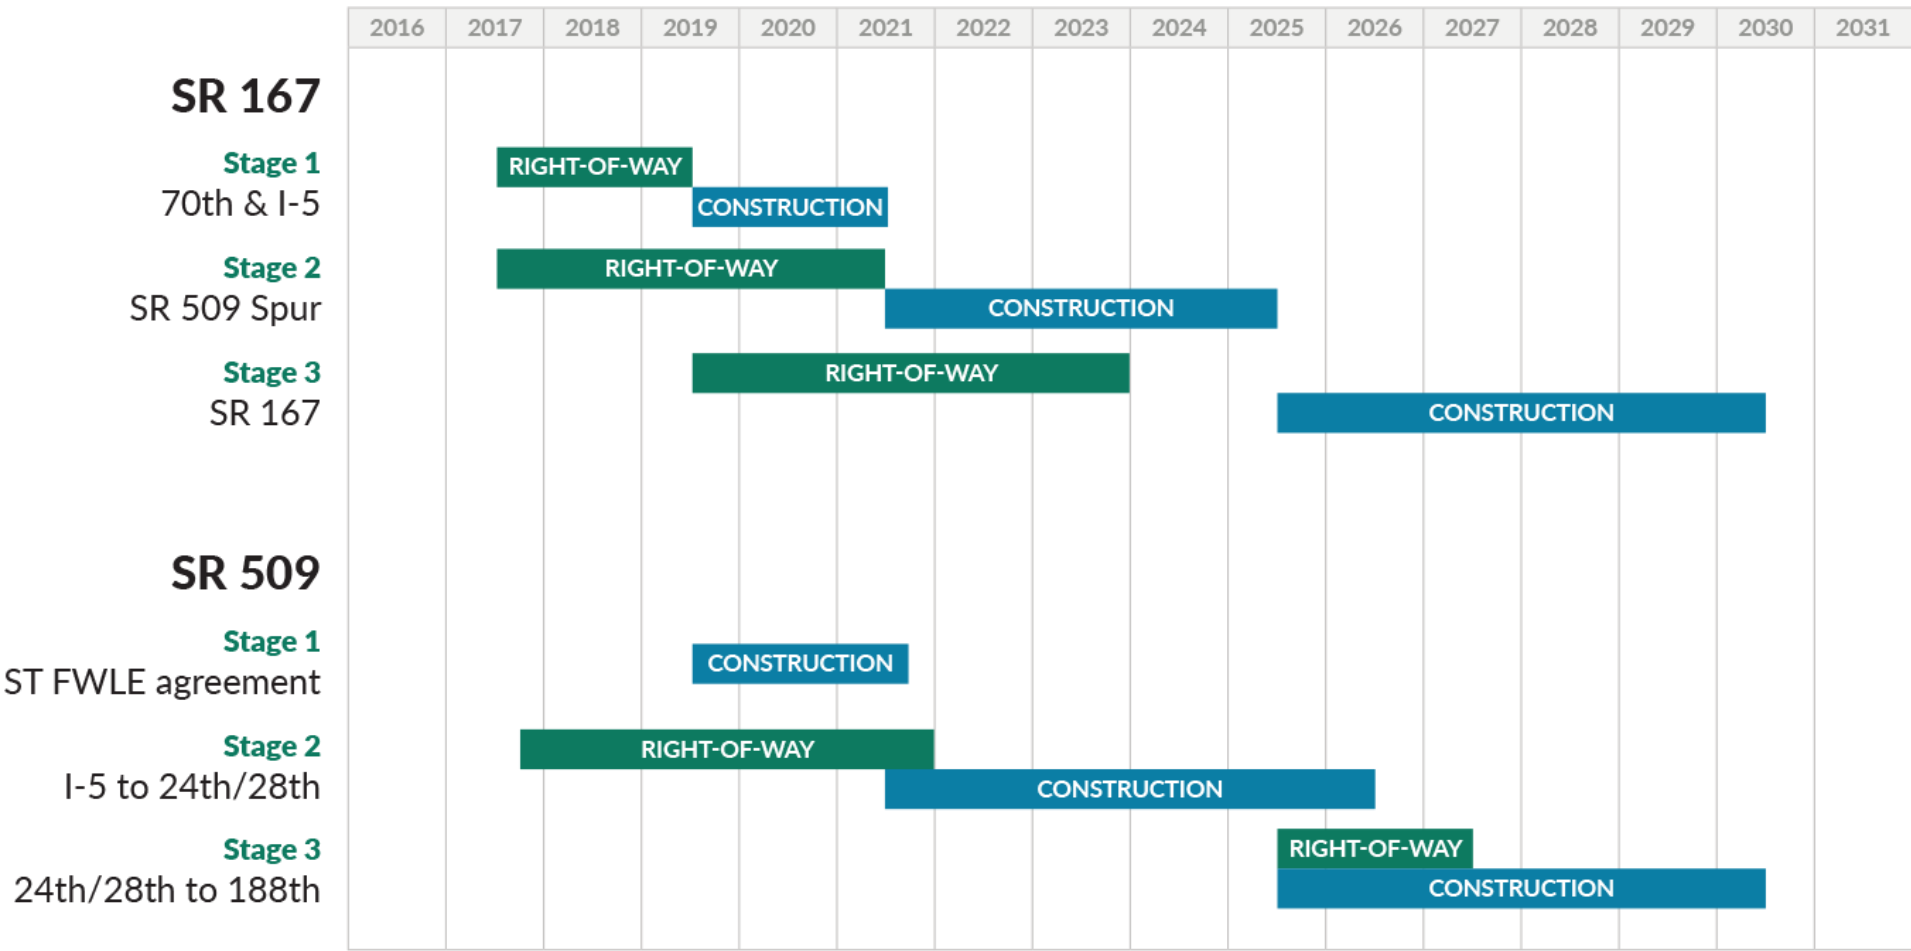 2016 2017 2018 2019 2020 2021 2022 2023 2024 2025 2026 2027 2028 2029 2030 2031
SR 167
Stage 1
RIGHT-OF-WAY
70th & I-5
CONSTRUCTION
Stage 2
RIGHT-OF-WAY
SR 509 Spur
CONSTRUCTION
Stage 3
RIGHT-OF-WAY
SR 167
CONSTRUCTION
SR 509
Stage 1
CONSTRUCTION
ST FWLE agreement
Stage 2
RIGHT-OF-WAY
I-5 to 24th/28th
CONSTRUCTION
Stage 3
RIGHT-OF-WAY
24th/28th to 188th
CONSTRUCTION